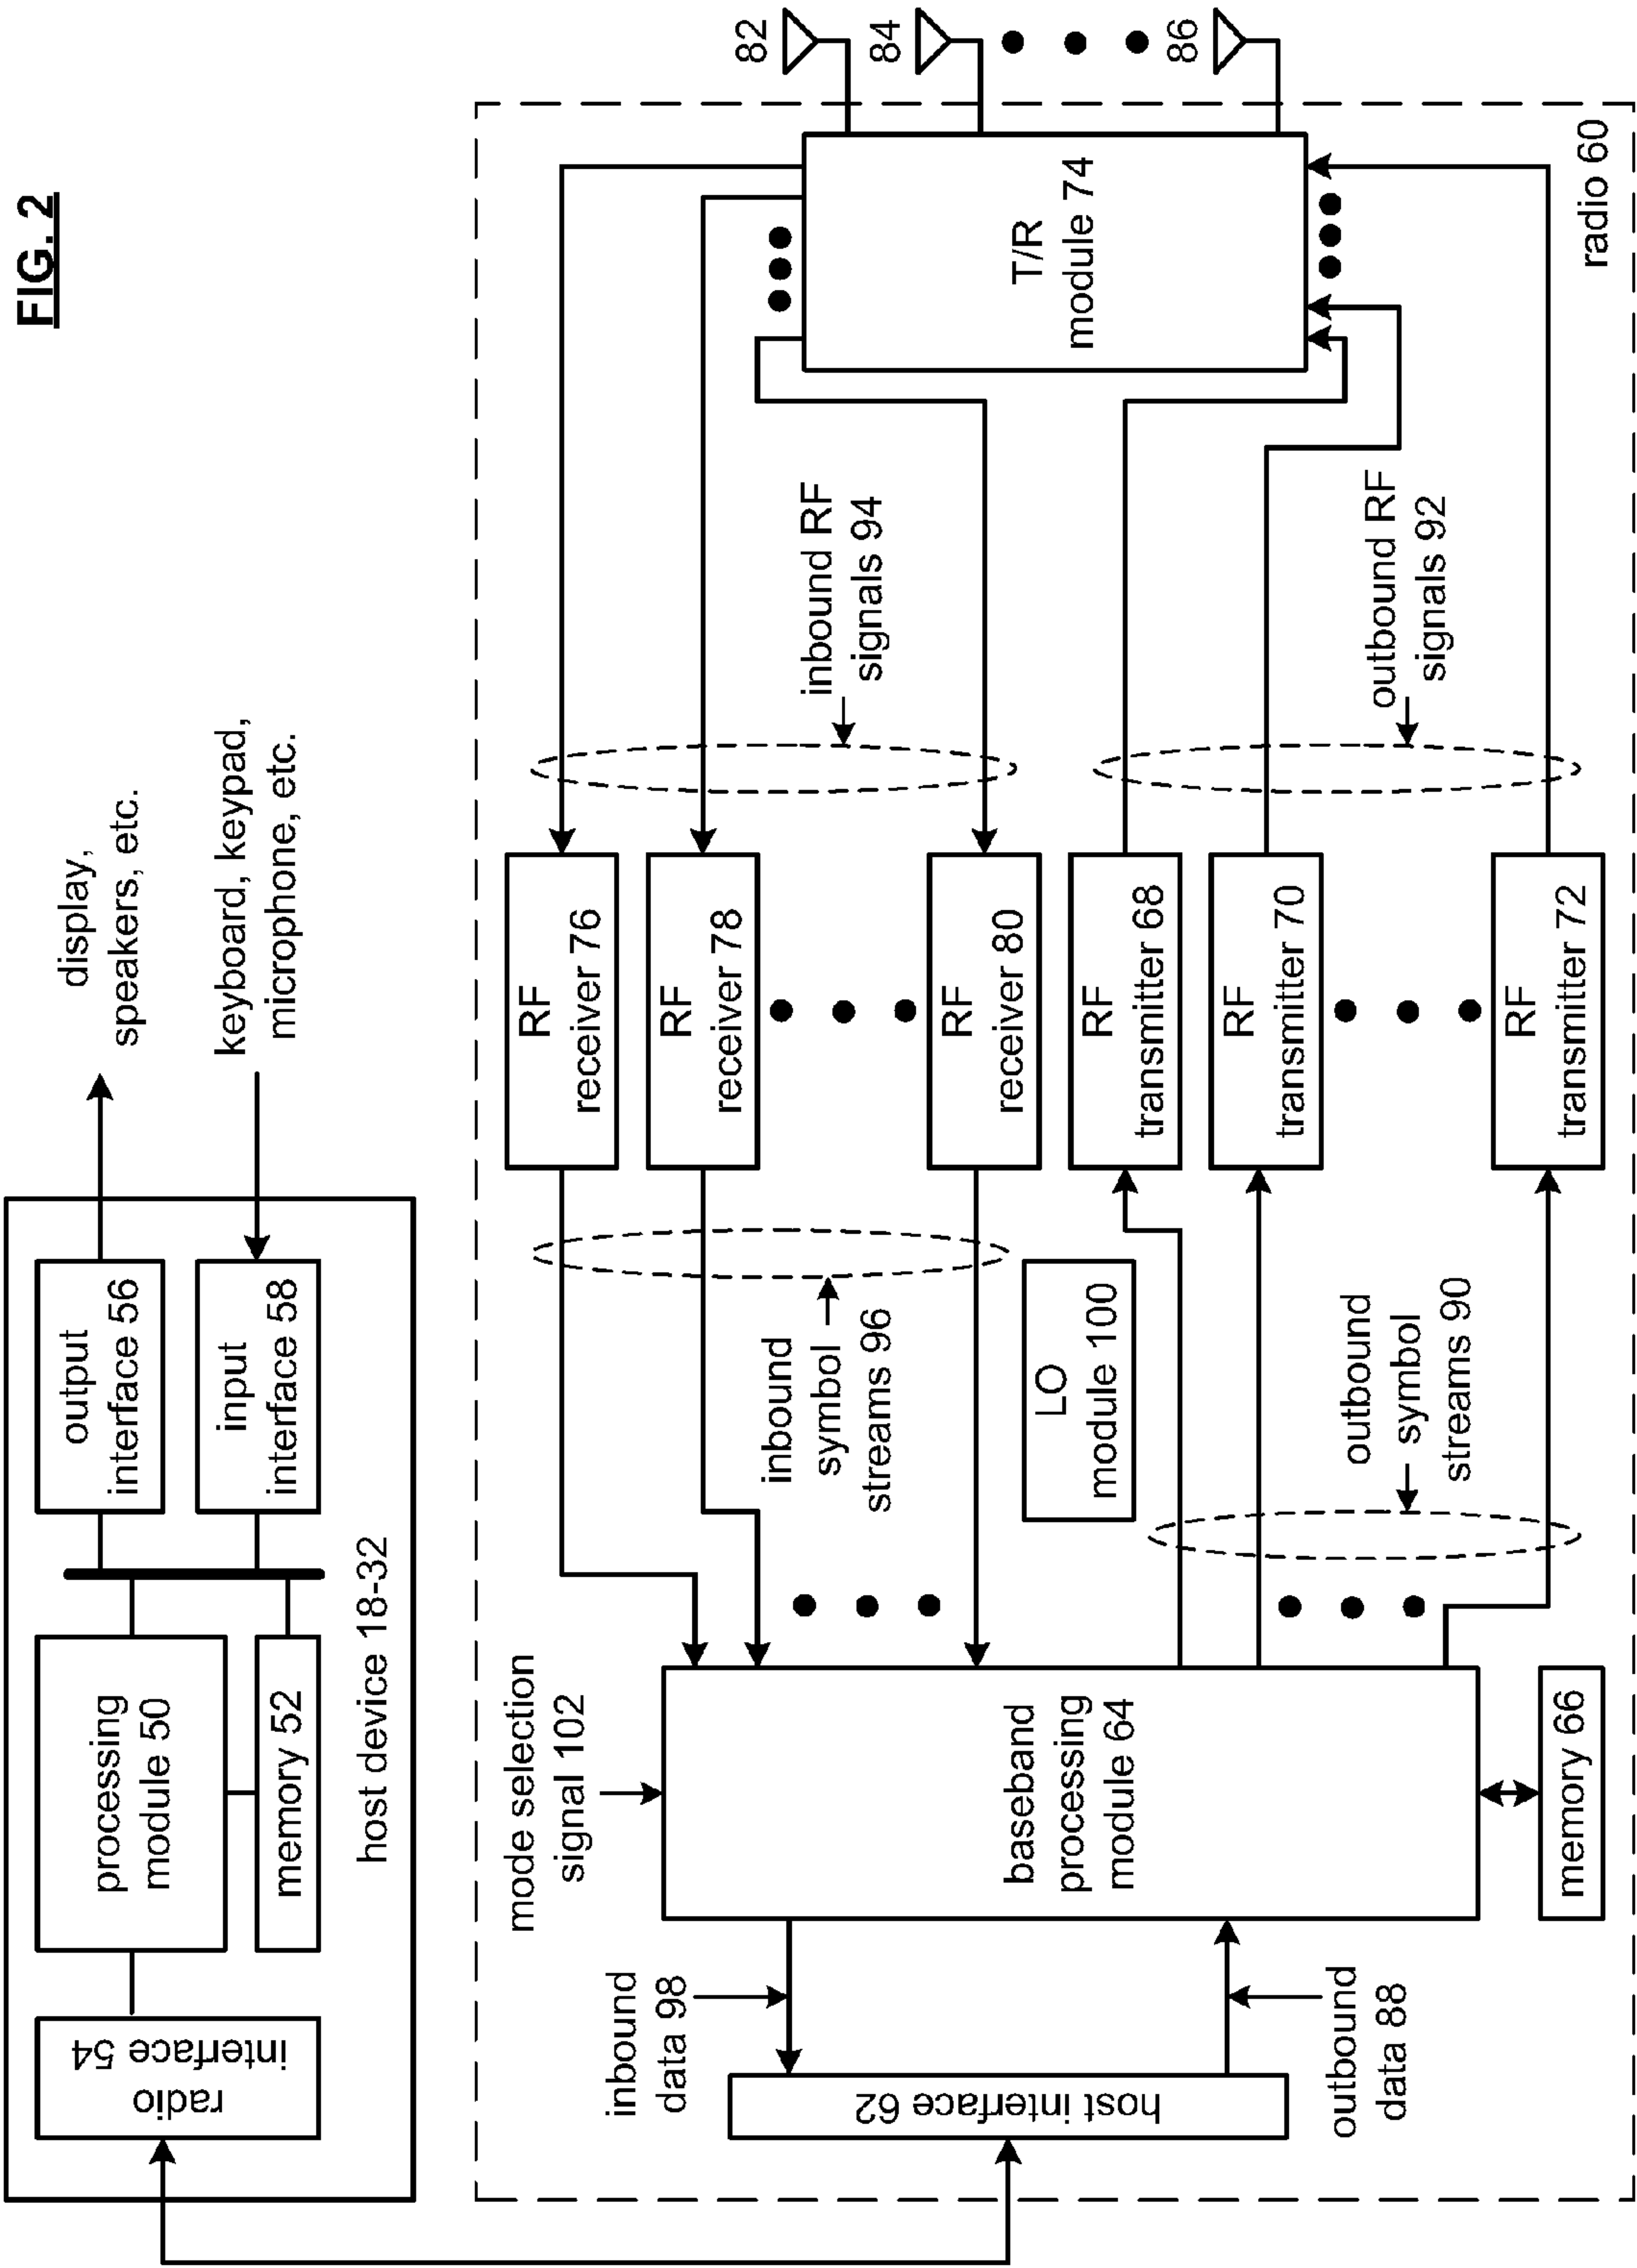 FIG. 2
radio
interface 54
processing
module 50
memory 52
output
interface 56
input
interface 58
host device 18-32
display,
speakers, etc.
keyboard, keypad,
microphone, etc.
mode selection
signal 102
inbound
data 98
host interface 62
outbound
data 88
baseband
processing
module 64
memory 66
inbound
symbol
streams 96
LO
module 100
outbound
symbol
streams 90
RF
receiver 76
RF
receiver 78
RF
receiver 80
RF
transmitter 68
RF
transmitter 70
RF
transmitter 72
inbound RF
signals 94
outbound RF
signals 92
T/R
module 74
82
84
86
radio 60